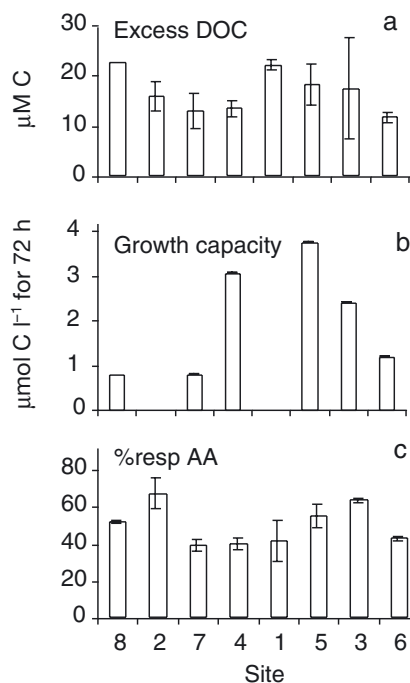 a
Excess DOC
µM C
30
20
10
0
b
Growth capacity
µmol C l⁻¹ for 72 h
4
3
2
1
0
c
%resp AA
80
60
40
20
0
8 2 7 4 1 5 3 6
Site